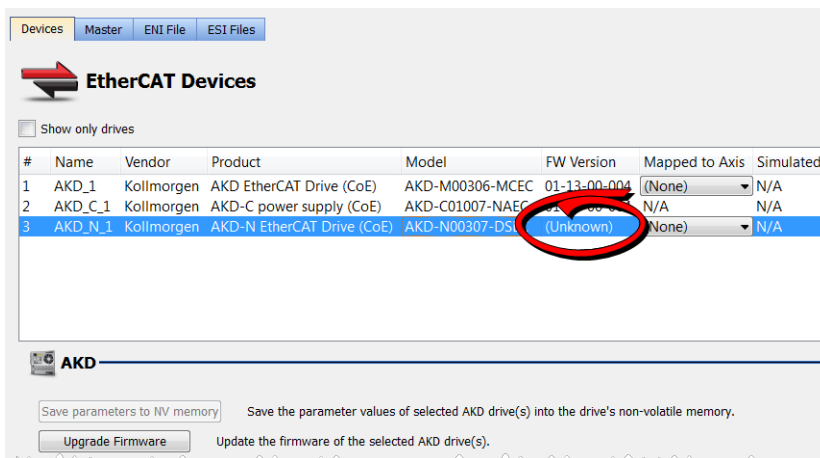 Devices Master ENI File ESI Files
EtherCAT Devices
Show only drives
# Name Vendor Product Model FW Version Mapped to Axis Simulated
1 AKD_1 Kollmorgen AKD EtherCAT Drive (CoE) AKD-M00306-MCEC 01-13-00-004 (None) N/A
2 AKD_C_1 Kollmorgen AKD-C power supply (CoE) AKD-C01007-NAEC N/A N/A
3 AKD_N_1 Kollmorgen AKD-N EtherCAT Drive (CoE) (Unknown) (None) N/A
AKD
Save parameters to NV memory Save the parameter values of selected AKD drive(s) into the drive's non-volatile memory.
Upgrade Firmware Update the firmware of the selected AKD drive(s).